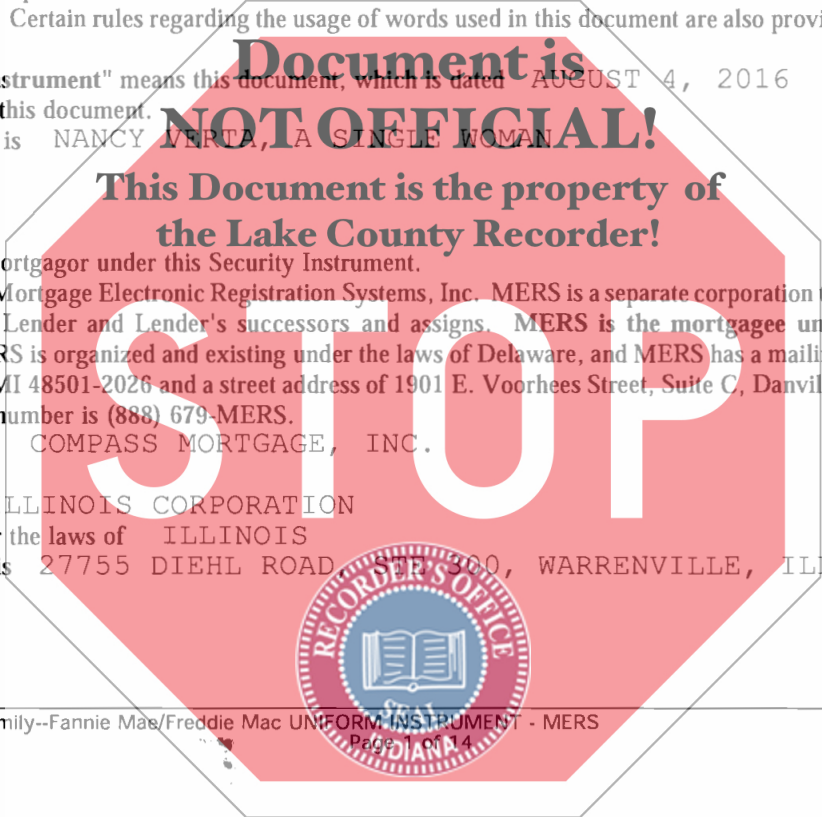 Certain rules regarding the usage of words used in this document are also provi
Document is
strument" means this document, which is dated AUGUST 4, 2016
this document.
NOT OFFICIAL!
is NANCY VERTA, A SINGLE WOMAN
This Document is the property of
the Lake County Recorder!
ortgagor under this Security Instrument.
Mortgage Electronic Registration Systems, Inc. MERS is a separate corporation
Lender and Lender's successors and assigns. MERS is the mortgagee un
RS is organized and existing under the laws of Delaware, and MERS has a maili
MI 48501-2026 and a street address of 1901 E. Voorhees Street, Suite C, Danvil
number is (888) 679-MERS.
STOP
COMPASS MORTGAGE, INC.
LLINOIS CORPORATION
the laws of ILLINOIS
s 27755 DIEHL ROAD, STE 300, WARRENVILLE, IL
RECORDER'S OFFICE
SEAL
INDIANA
mily--Fannie Mae/Freddie Mac UNIFORM INSTRUMENT - MERS
Page 1 of 14